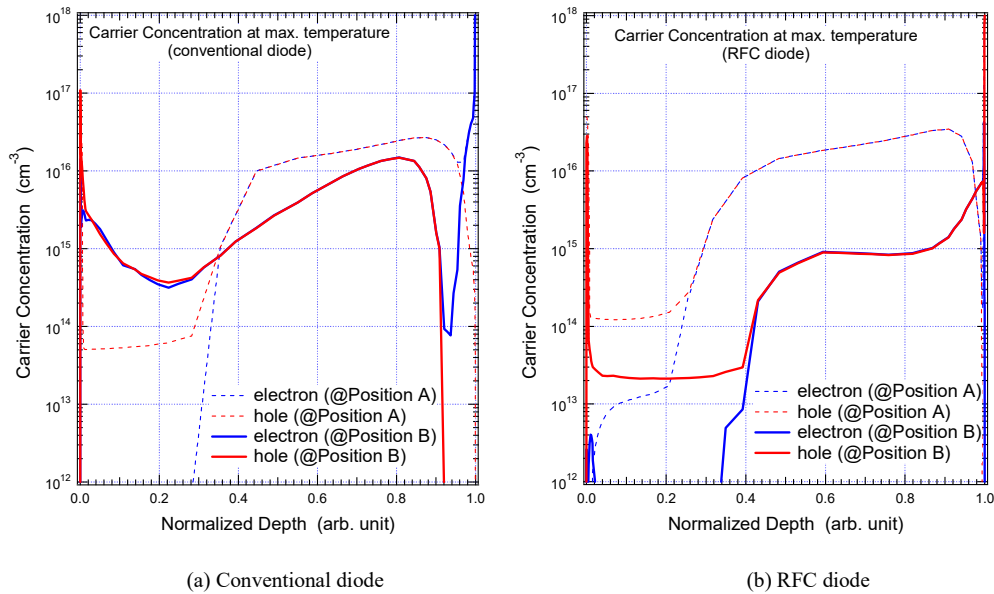 Carrier Concentration at max. temperature
(conventional diode)
Carrier Concentration (cm-3)
10^18
10^17
10^16
10^15
10^14
10^13
10^12
electron (@Position A)
hole (@Position A)
electron (@Position B)
hole (@Position B)
0.0 0.2 0.4 0.6 0.8 1.0
Normalized Depth (arb. unit)
(a) Conventional diode
Carrier Concentration at max. temperature
(RFC diode)
Carrier Concentration (cm-3)
10^18
10^17
10^16
10^15
10^14
10^13
10^12
electron (@Position A)
hole (@Position A)
electron (@Position B)
hole (@Position B)
0.0 0.2 0.4 0.6 0.8 1.0
Normalized Depth (arb. unit)
(b) RFC diode